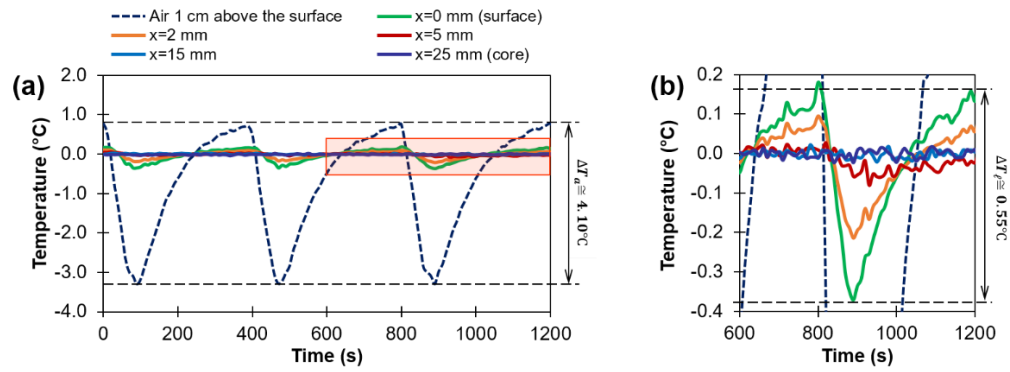 Air 1 cm above the surface x=0 mm (surface)
x=2 mm x=5 mm
x=15 mm x=25 mm (core)
(a)
2.0
1.0
0.0
-1.0
-2.0
-3.0
-4.0
Temperature (°C)
0 200 400 600 800 1000 1200
Time (s)
ΔTₐ≅4.10°C
(b)
0.2
0.1
0.0
-0.1
-0.2
-0.3
-0.4
Temperature (°C)
600 800 1000 1200
Time (s)
ΔTℓ≅0.55°C